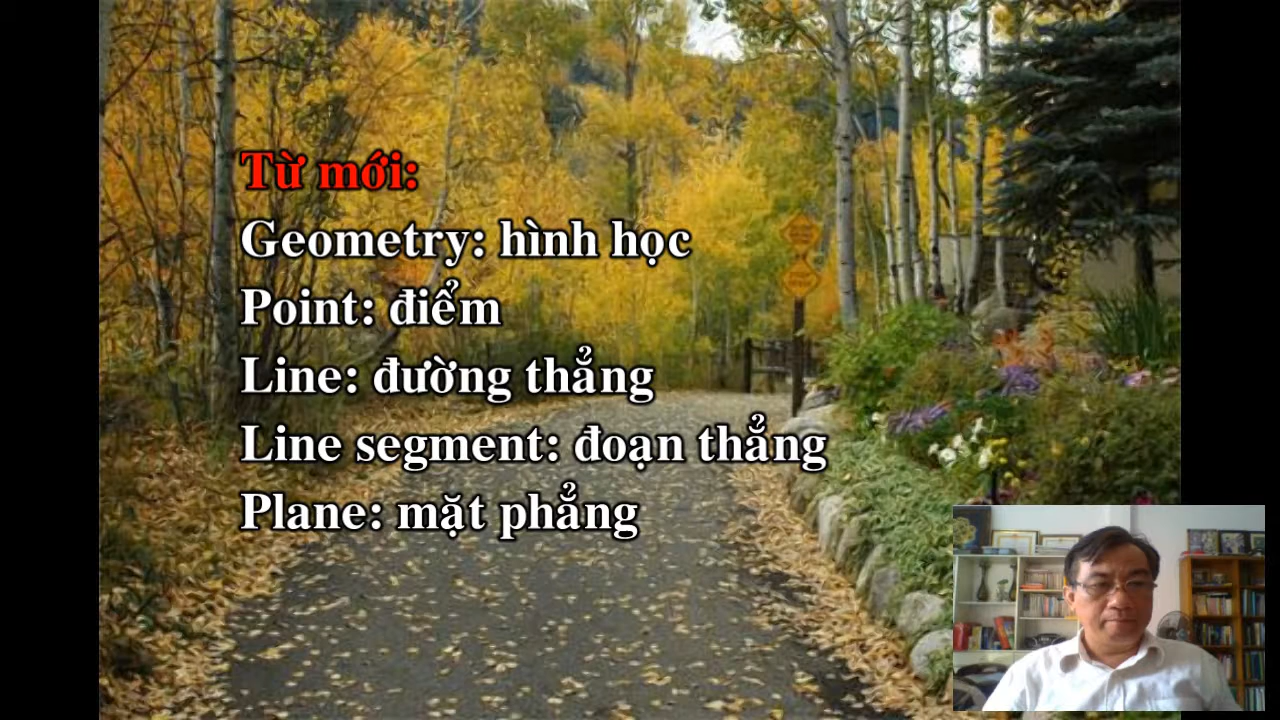 Từ mới:
Geometry: hình học
Point: điểm
Line: đường thẳng
Line segment: đoạn thẳng
Plane: mặt phẳng